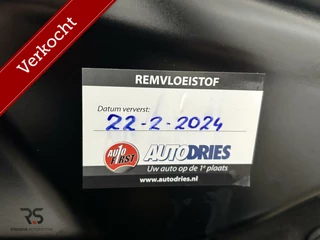 Verkocht
REMVLOEISTOF
Datum ververst:
22-2-2024
AUTO FIRST
AUTODRIES
Uw auto op de 1e plaats
www.autodries.nl
RS